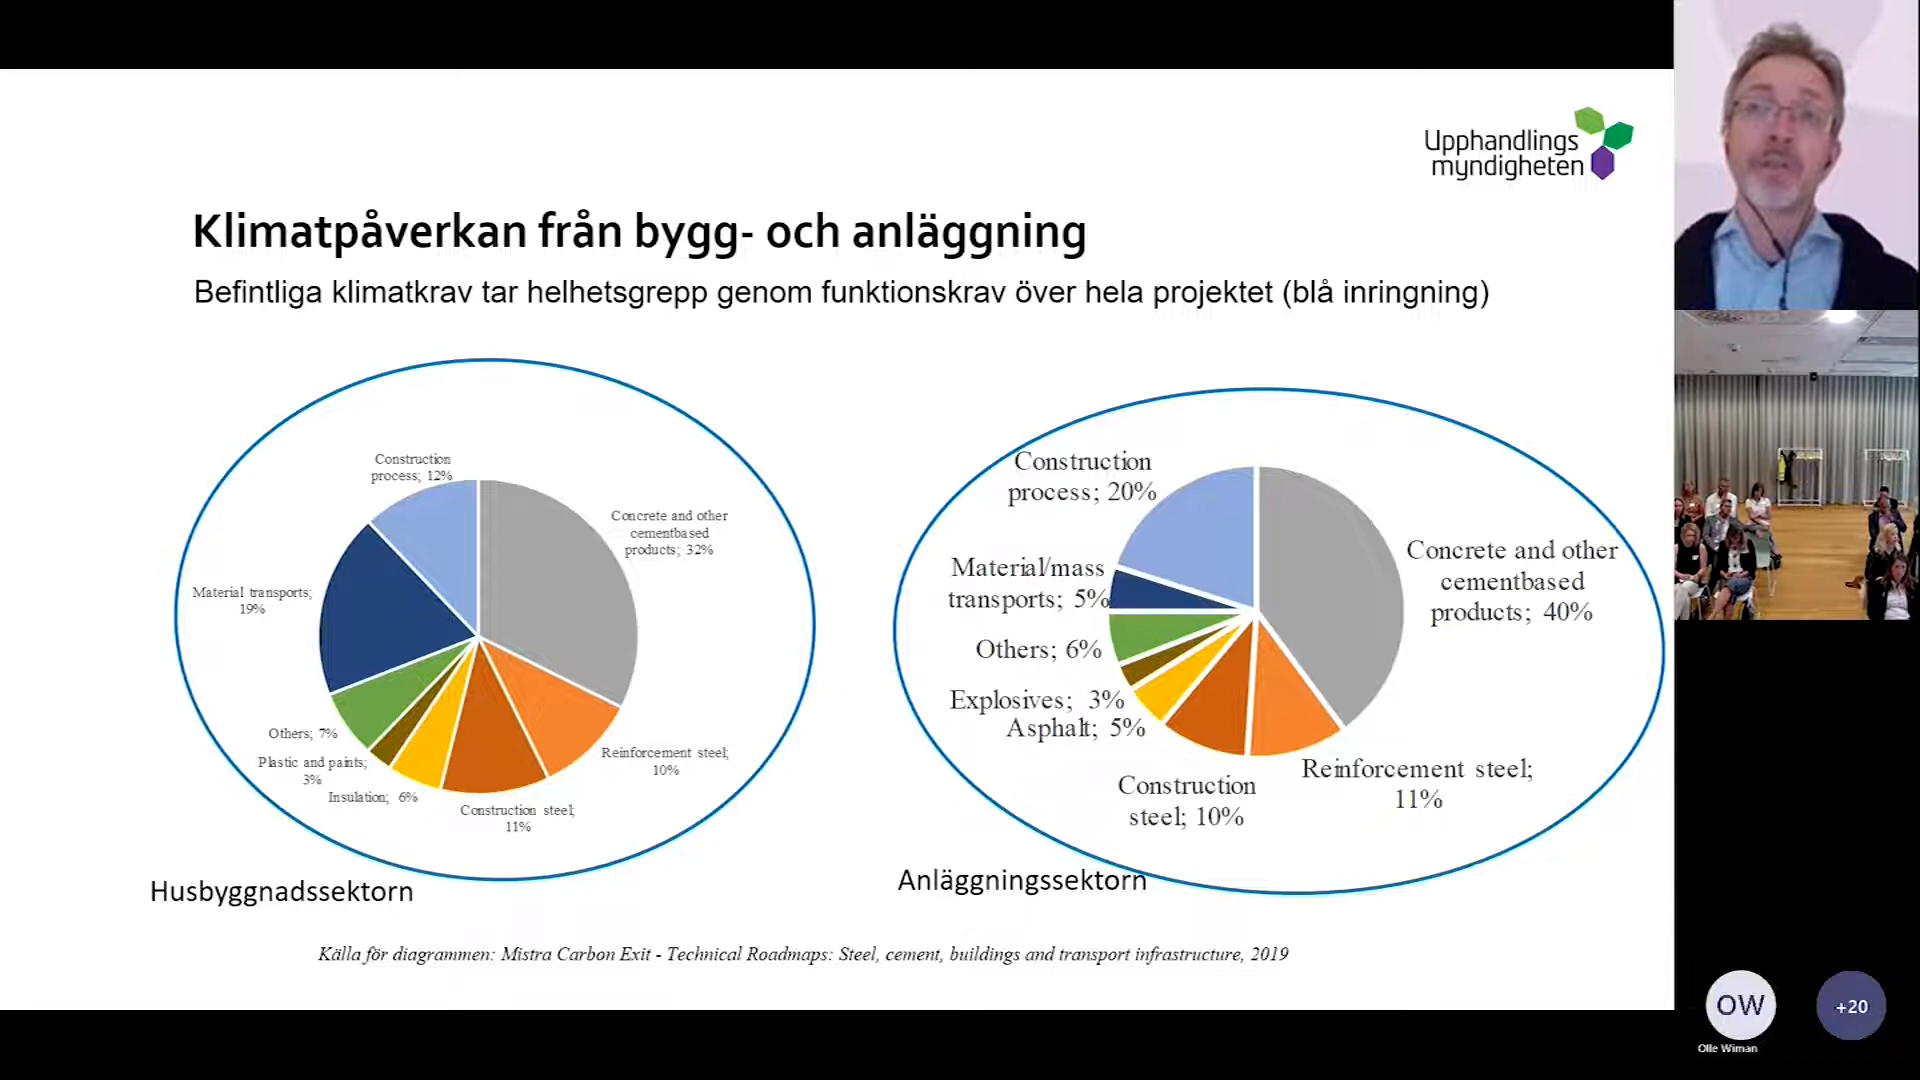 Upphandlings
myndigheten
Klimatpåverkan från bygg- och anläggning
Befintliga klimatkrav tar helhetsgrepp genom funktionskrav över hela projektet (blå inringning)
Construction
process; 12%
Concrete and other
cementbased
products; 32%
Material transports;
19%
Others; 7%
Plastic and paints;
3%
Insulation; 6%
Construction steel;
11%
Reinforcement steel;
10%
Husbyggnadssektorn
Construction
process; 20%
Material/mass
transports; 5%
Others; 6%
Explosives; 3%
Asphalt; 5%
Construction
steel; 10%
Reinforcement steel;
11%
Concrete and other
cementbased
products; 40%
Anläggningssektorn
Källa för diagrammen: Mistra Carbon Exit - Technical Roadmaps: Steel, cement, buildings and transport infrastructure, 2019
OW
+20
Olle Wiman